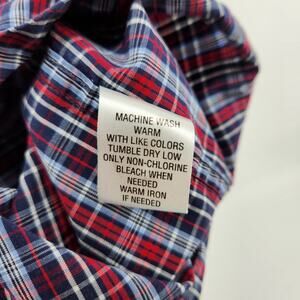 MACHINE WASH
WARM
WITH LIKE COLORS
TUMBLE DRY LOW
ONLY NON-CHLORINE
BLEACH WHEN
NEEDED
WARM IRON
IF NEEDED